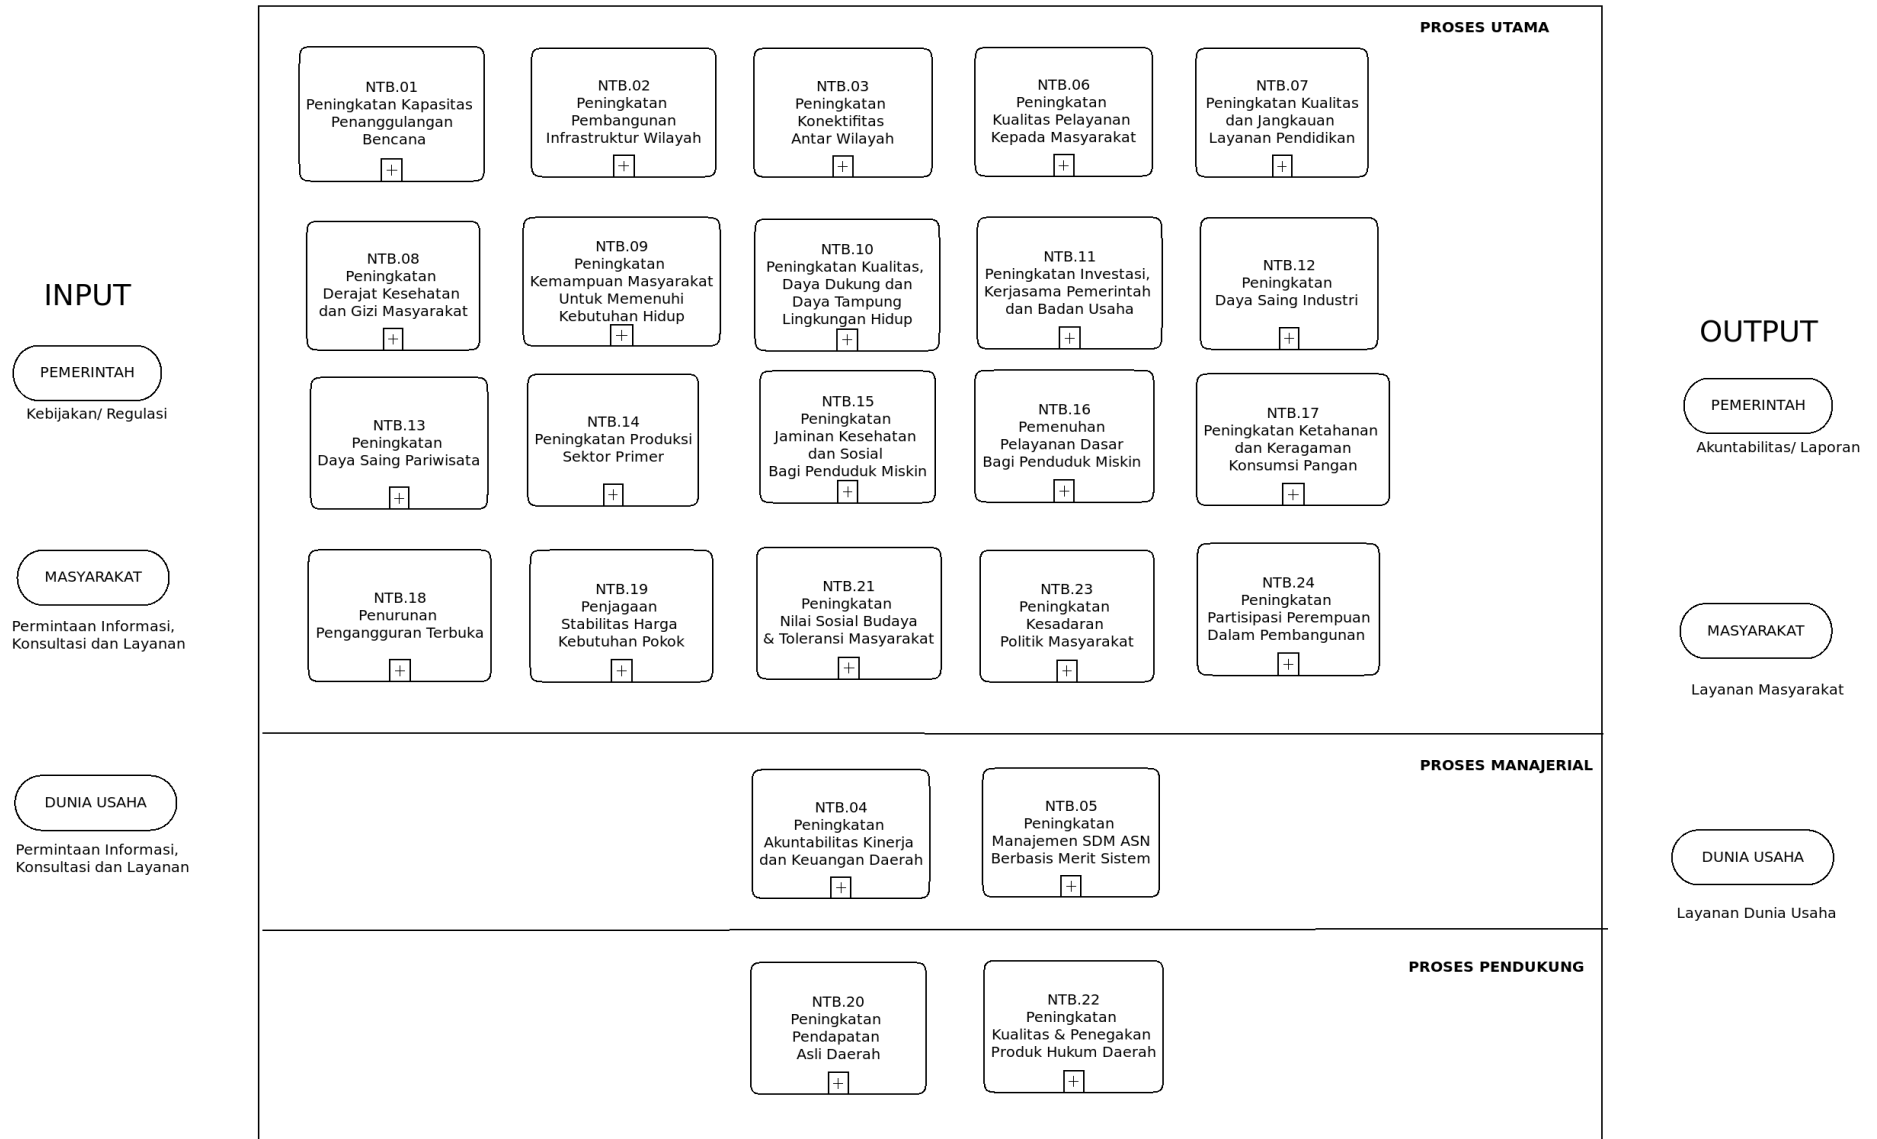 INPUT
PEMERINTAH
Kebijakan/ Regulasi
MASYARAKAT
Permintaan Informasi,
Konsultasi dan Layanan
DUNIA USAHA
Permintaan Informasi,
Konsultasi dan Layanan
PROSES UTAMA
NTB.01
Peningkatan Kapasitas
Penanggulangan
Bencana
NTB.02
Peningkatan
Pembangunan
Infrastruktur Wilayah
NTB.03
Peningkatan
Konektifitas
Antar Wilayah
NTB.06
Peningkatan
Kualitas Pelayanan
Kepada Masyarakat
NTB.07
Peningkatan Kualitas
dan Jangkauan
Layanan Pendidikan
NTB.08
Peningkatan
Derajat Kesehatan
dan Gizi Masyarakat
NTB.09
Peningkatan
Kemampuan Masyarakat
Untuk Memenuhi
Kebutuhan Hidup
NTB.10
Peningkatan Kualitas,
Daya Dukung dan
Daya Tampung
Lingkungan Hidup
NTB.11
Peningkatan Investasi,
Kerjasama Pemerintah
dan Badan Usaha
NTB.12
Peningkatan
Daya Saing Industri
NTB.13
Peningkatan
Daya Saing Pariwisata
NTB.14
Peningkatan Produksi
Sektor Primer
NTB.15
Peningkatan
Jaminan Kesehatan
dan Sosial
Bagi Penduduk Miskin
NTB.16
Pemenuhan
Pelayanan Dasar
Bagi Penduduk Miskin
NTB.17
Peningkatan Ketahanan
dan Keragaman
Konsumsi Pangan
NTB.18
Penurunan
Pengangguran Terbuka
NTB.19
Penjagaan
Stabilitas Harga
Kebutuhan Pokok
NTB.21
Peningkatan
Nilai Sosial Budaya
& Toleransi Masyarakat
NTB.23
Peningkatan
Kesadaran
Politik Masyarakat
NTB.24
Peningkatan
Partisipasi Perempuan
Dalam Pembangunan
PROSES MANAJERIAL
NTB.04
Peningkatan
Akuntabilitas Kinerja
dan Keuangan Daerah
NTB.05
Peningkatan
Manajemen SDM ASN
Berbasis Merit Sistem
PROSES PENDUKUNG
NTB.20
Peningkatan
Pendapatan
Asli Daerah
NTB.22
Peningkatan
Kualitas & Penegakan
Produk Hukum Daerah
OUTPUT
PEMERINTAH
Akuntabilitas/ Laporan
MASYARAKAT
Layanan Masyarakat
DUNIA USAHA
Layanan Dunia Usaha